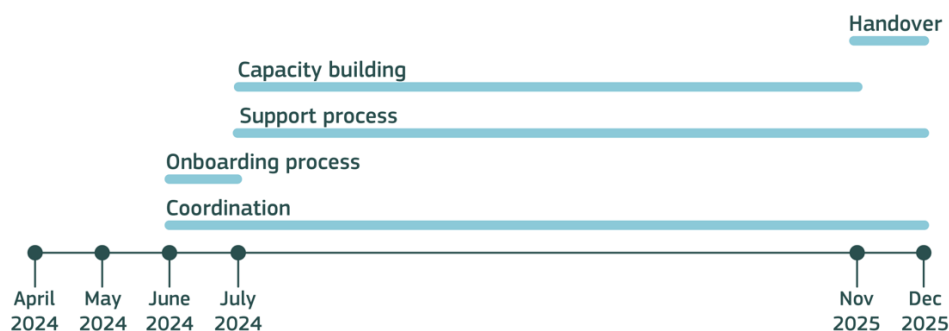 Handover
Capacity building
Support process
Onboarding process
Coordination
April May June July Nov Dec
2024 2024 2024 2024 2025 2025